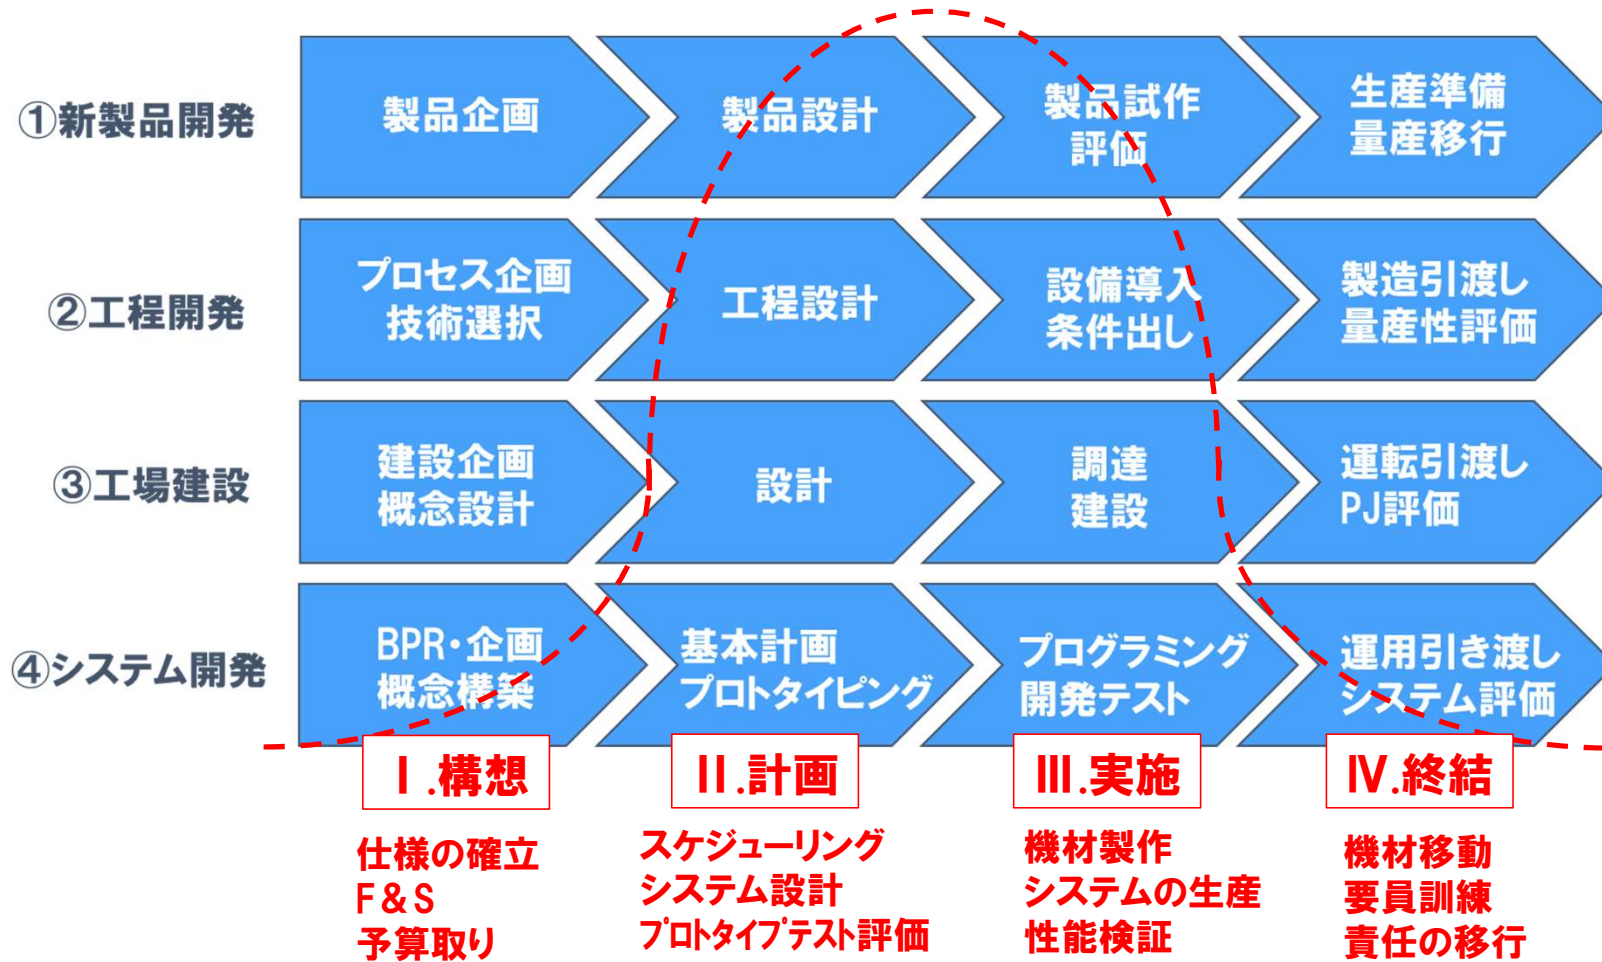 ①新製品開発
製品企画
製品設計
製品試作
評価
生産準備
量産移行
②工程開発
プロセス企画
技術選択
工程設計
設備導入
条件出し
製造引渡し
量産性評価
③工場建設
建設企画
概念設計
設計
調達
建設
運転引渡し
PJ評価
④システム開発
BPR・企画
概念構築
基本計画
プロトタイピング
プログラミング
開発テスト
運用引き渡し
システム評価
Ⅰ.構想
仕様の確立
F&S
予算取り
Ⅱ.計画
スケジューリング
システム設計
プロトタイプテスト評価
Ⅲ.実施
機材製作
システムの生産
性能検証
Ⅳ.終結
機材移動
要員訓練
責任の移行